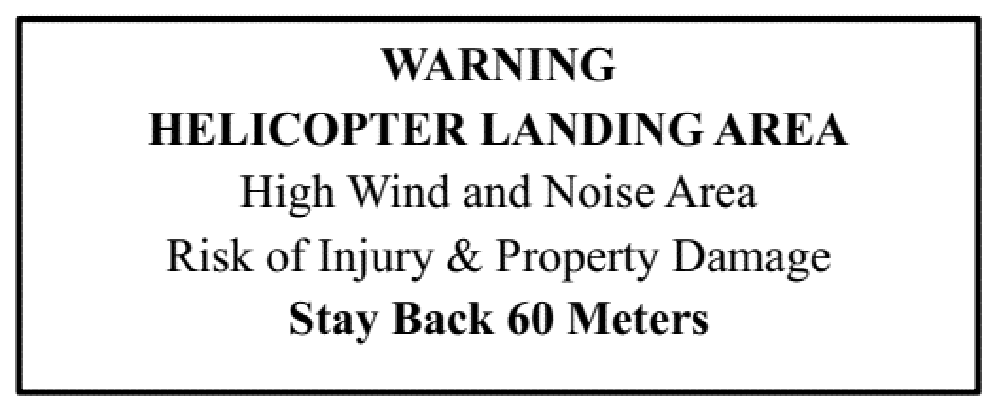 WARNING
HELICOPTER LANDING AREA
High Wind and Noise Area
Risk of Injury & Property Damage
Stay Back 60 Meters